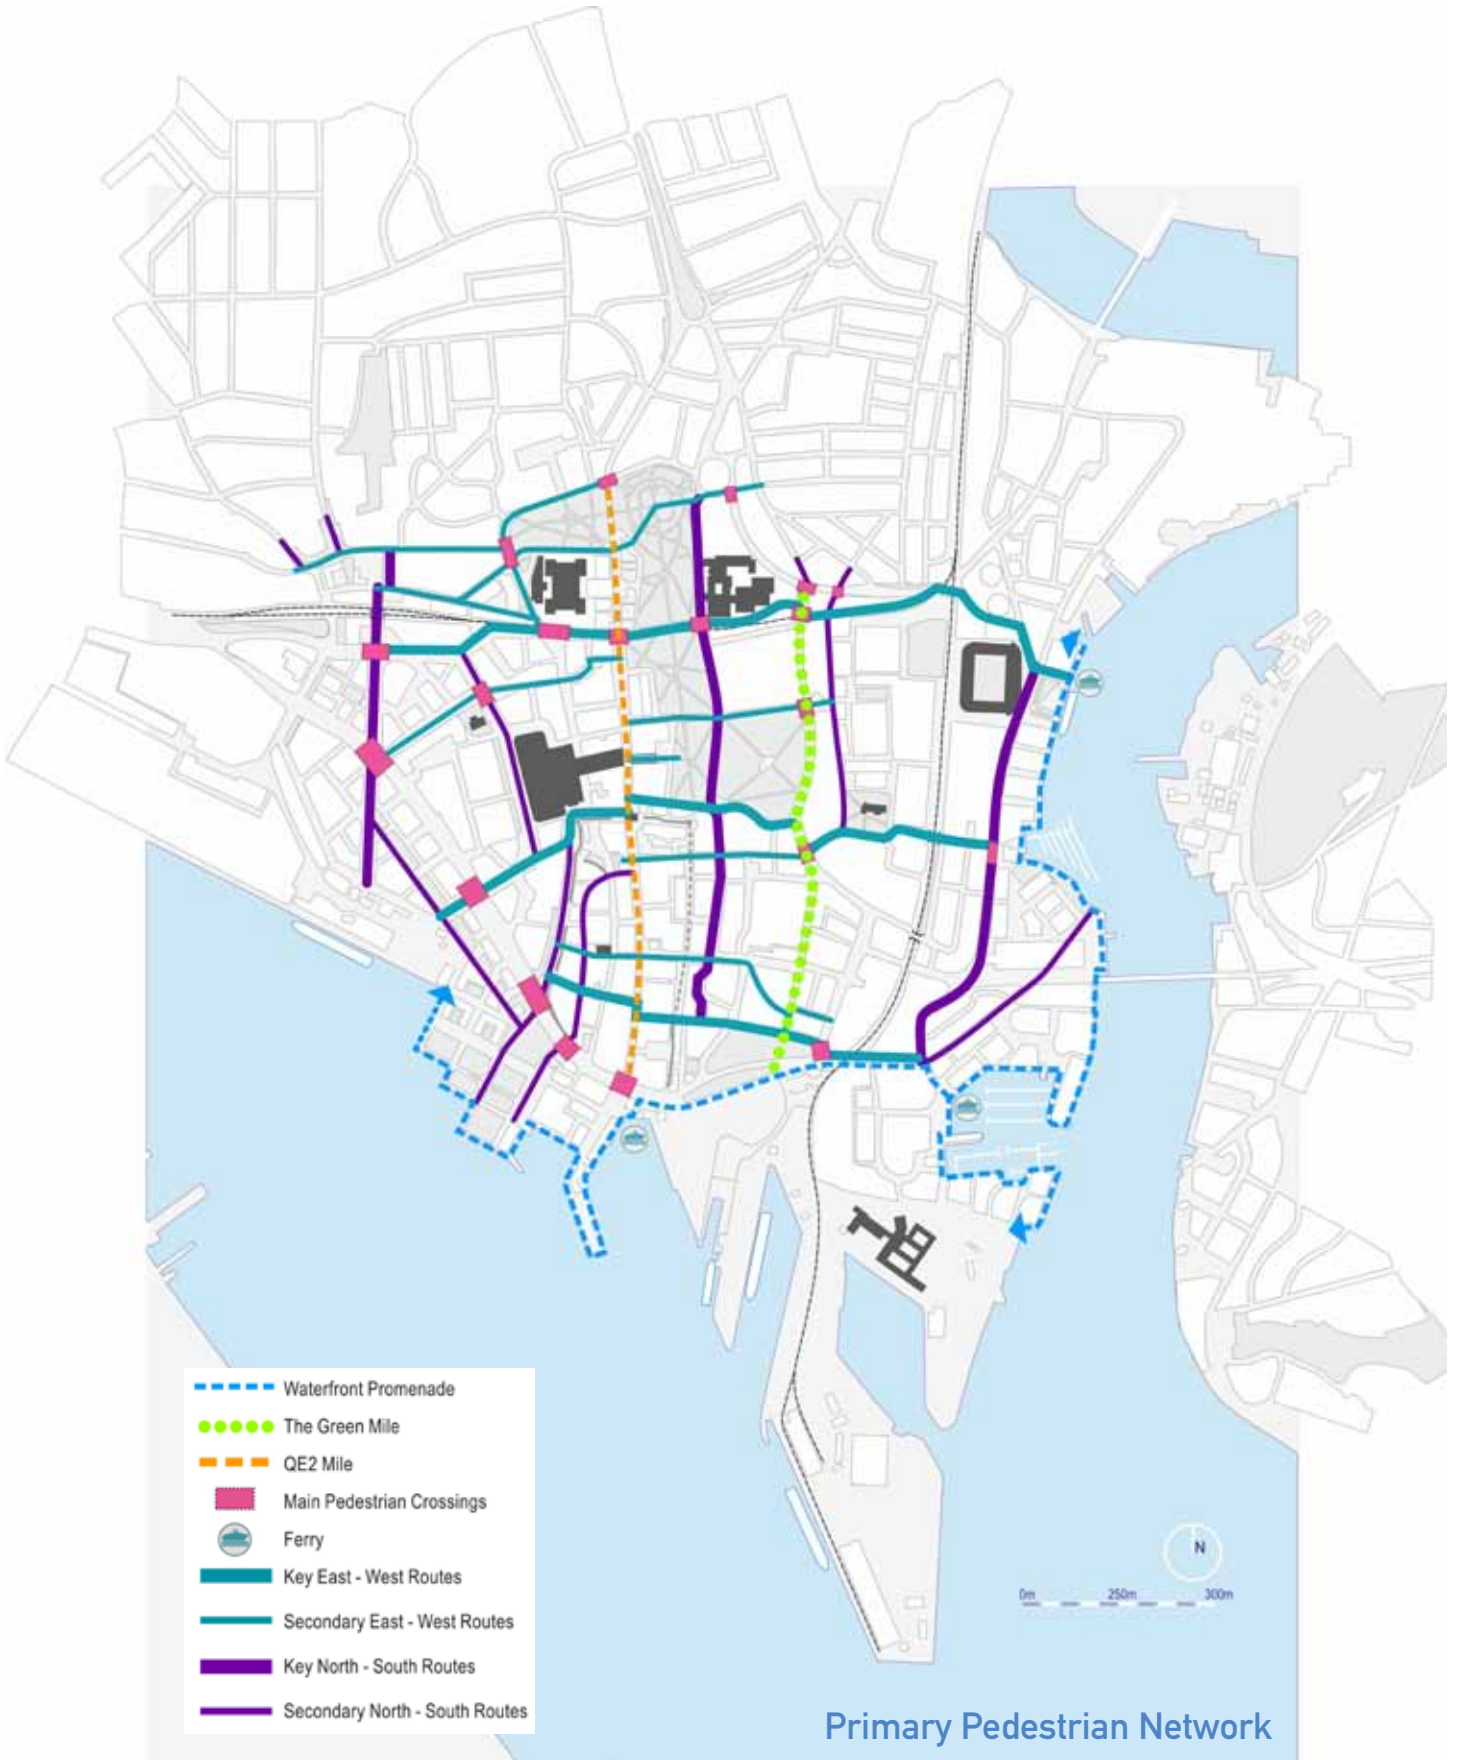 Waterfront Promenade
The Green Mile
QE2 Mile
Main Pedestrian Crossings
Ferry
Key East - West Routes
Secondary East - West Routes
Key North - South Routes
Secondary North - South Routes
N
0m 250m 300m
Primary Pedestrian Network